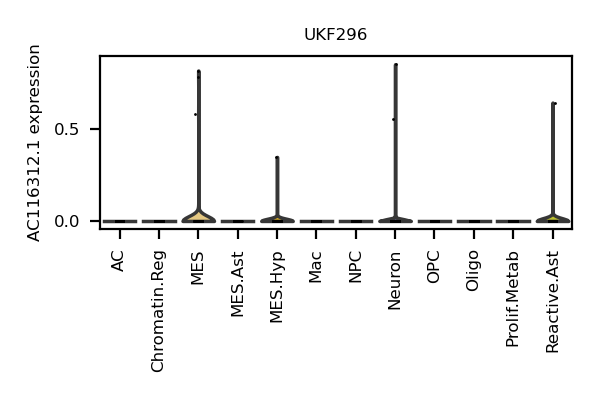 UKF296
AC116312.1 expression
0.5
0.0
AC
Chromatin.Reg
MES
MES.Ast
MES.Hyp
Mac
NPC
Neuron
OPC
Oligo
Prolif.Metab
Reactive.Ast